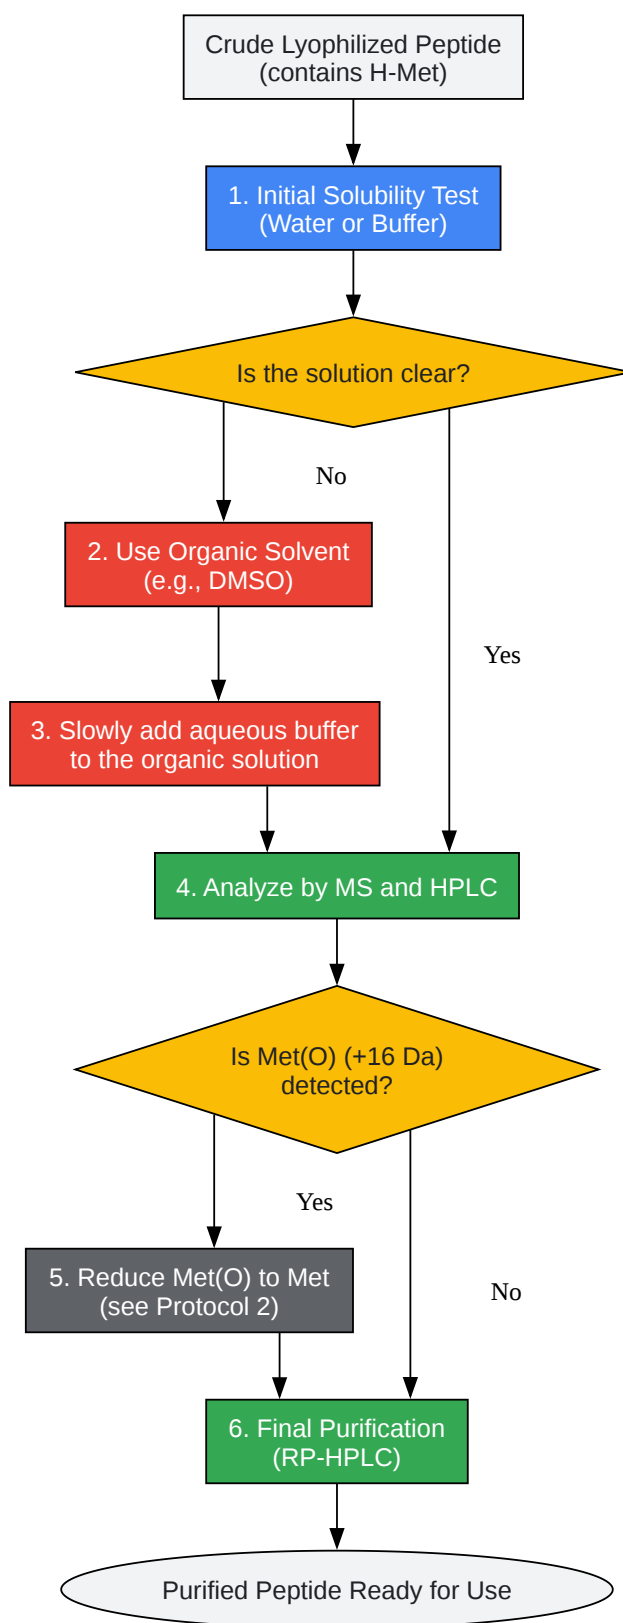 Crude Lyophilized Peptide
(contains H-Met)
1. Initial Solubility Test
(Water or Buffer)
Is the solution clear?
No
2. Use Organic Solvent
(e.g., DMSO)
Yes
3. Slowly add aqueous buffer
to the organic solution
4. Analyze by MS and HPLC
Is Met(O) (+16 Da)
detected?
Yes
5. Reduce Met(O) to Met
(see Protocol 2)
No
6. Final Purification
(RP-HPLC)
Purified Peptide Ready for Use